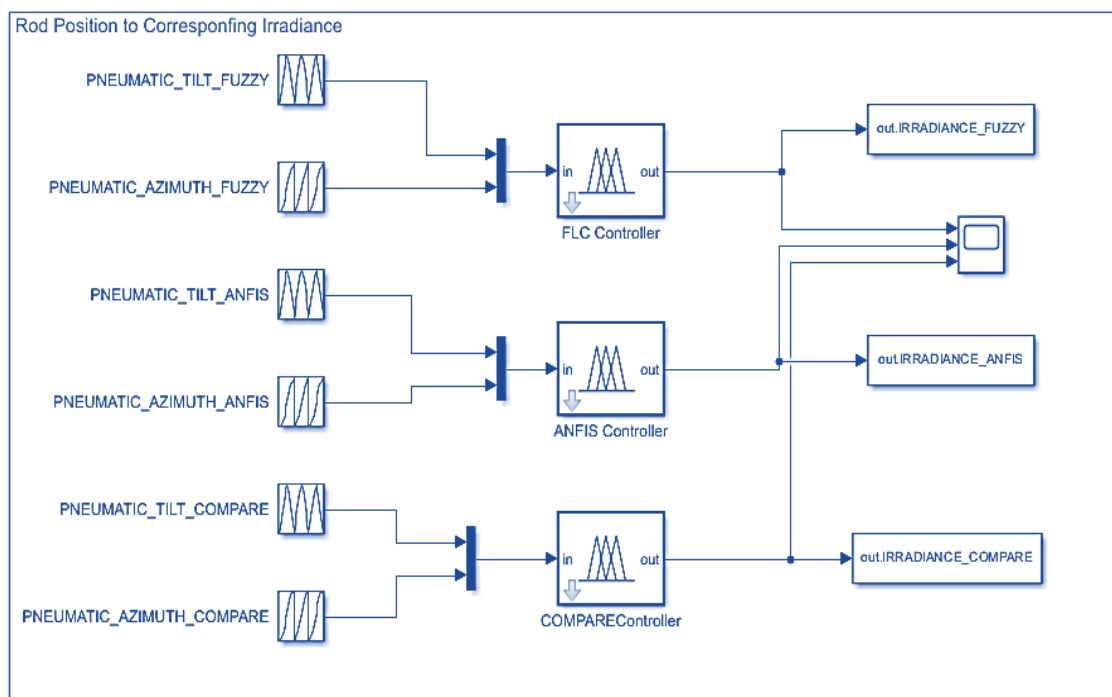 Rod Position to Corresponfing Irradiance
PNEUMATIC_TILT_FUZZY
PNEUMATIC_AZIMUTH_FUZZY
in
out
FLC Controller
out.IRRADIANCE_FUZZY
PNEUMATIC_TILT_ANFIS
PNEUMATIC_AZIMUTH_ANFIS
in
out
ANFIS Controller
out.IRRADIANCE_ANFIS
PNEUMATIC_TILT_COMPARE
PNEUMATIC_AZIMUTH_COMPARE
in
out
COMPAREController
out.IRRADIANCE_COMPARE